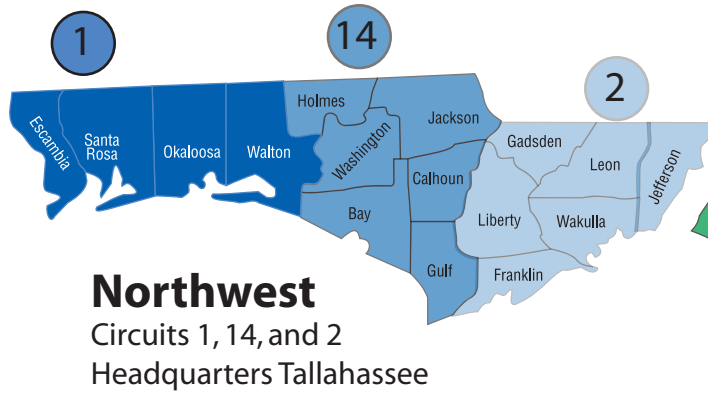 1
14
2
Escambia
Santa
Rosa
Okaloosa
Walton
Holmes
Washington
Jackson
Bay
Calhoun
Gulf
Gadsden
Liberty
Franklin
Leon
Wakulla
Jefferson
Northwest
Circuits 1, 14, and 2
Headquarters Tallahassee